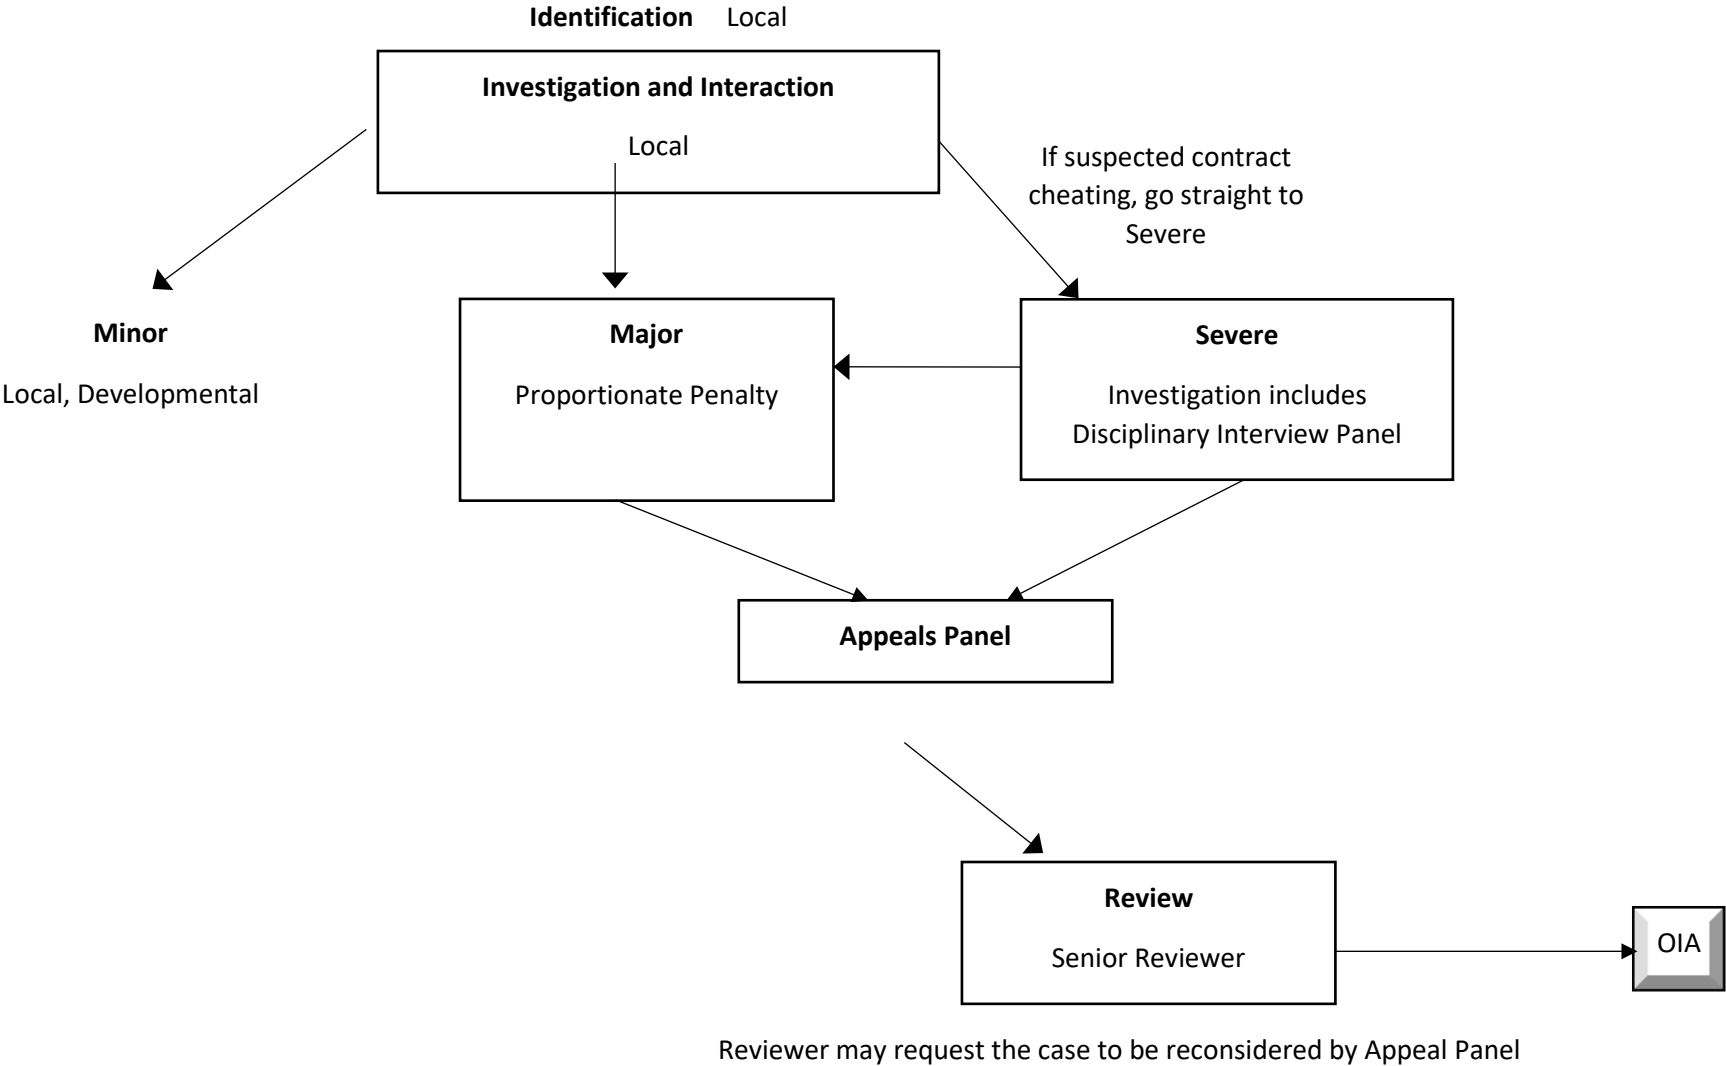 Identification Local
Investigation and Interaction
Local
If suspected contract
cheating, go straight to
Severe
Minor
Local, Developmental
Major
Proportionate Penalty
Severe
Investigation includes
Disciplinary Interview Panel
Appeals Panel
Review
Senior Reviewer
OIA
Reviewer may request the case to be reconsidered by Appeal Panel